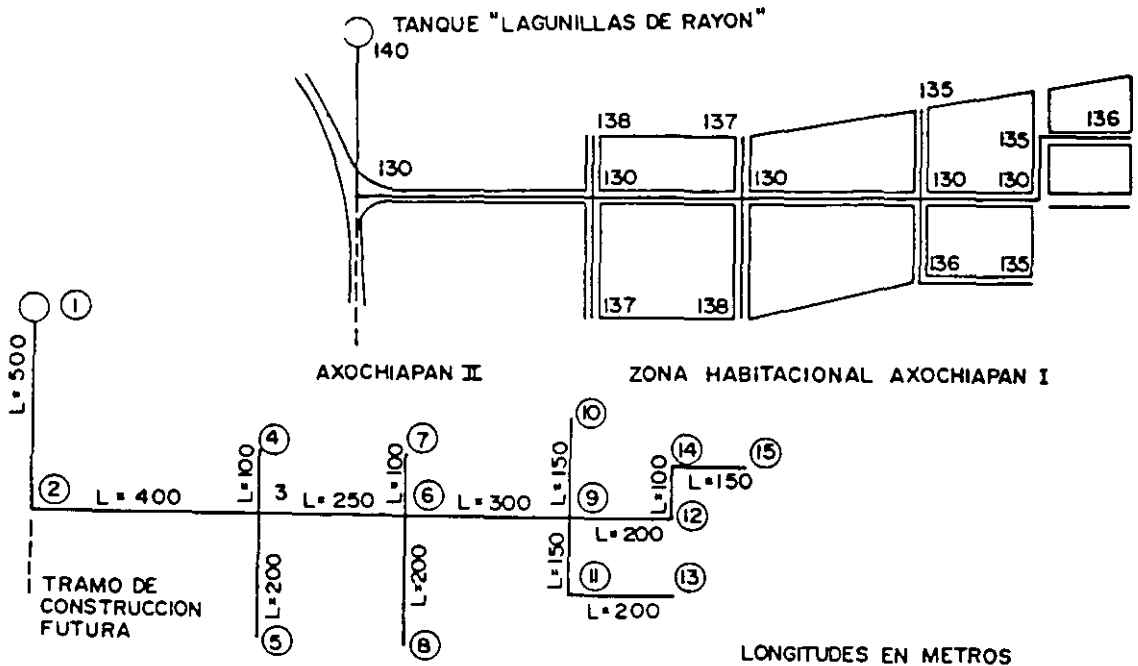 TANQUE "LAGUNILLAS DE RAYON"
140
130
138
137
135
136
135
130
130
130
130
137
138
136
135
AXOCHIAPAN II
ZONA HABITACIONAL AXOCHIAPAN I
1
L=500
2
L=400
4
L=100
3
L=250
7
L=100
6
L=300
10
L=150
9
14
15
L=100
L=150
L=200
12
L=200
5
L=200
8
L=150
11
13
L=200
TRAMO DE
CONSTRUCCION
FUTURA
LONGITUDES EN METROS